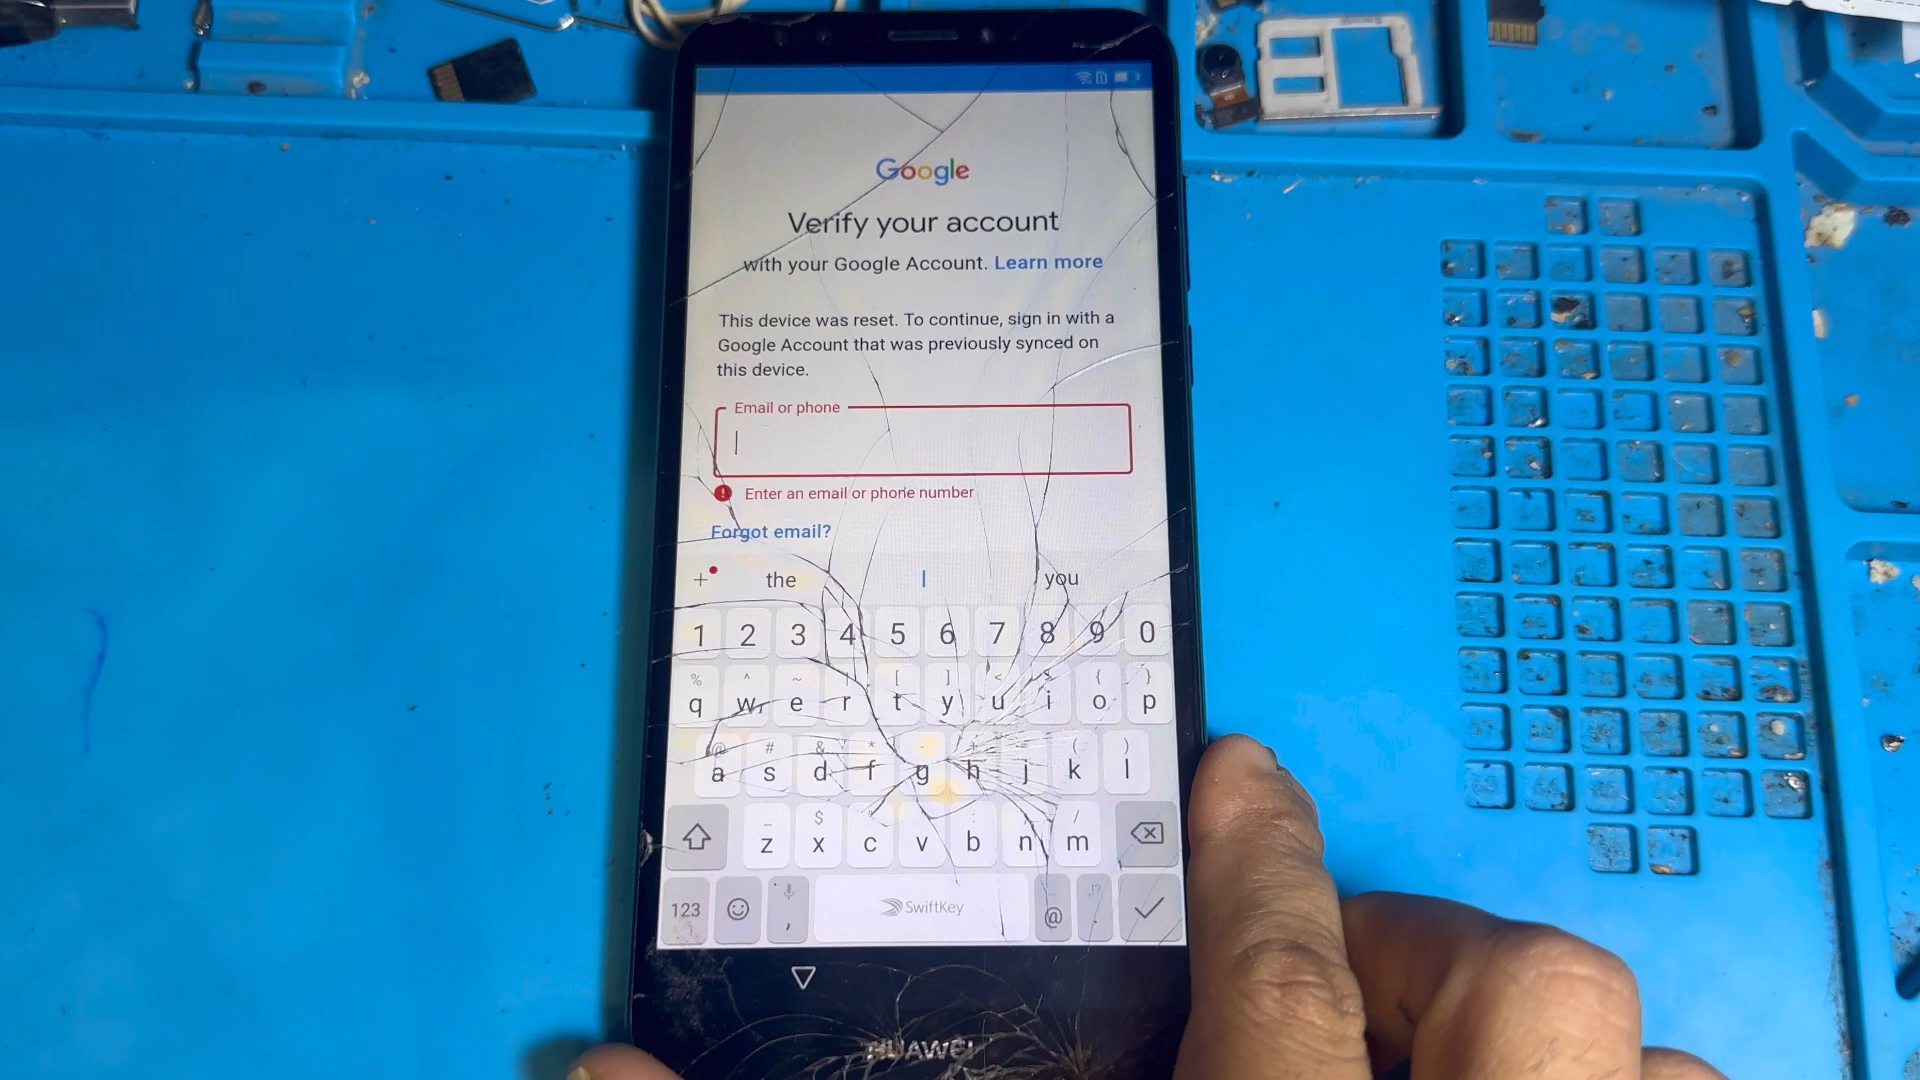 Google
Verify your account
with your Google Account. Learn more
This device was reset. To continue, sign in with a
Google Account that was previously synced on
this device.
Email or phone
Enter an email or phone number
Forgot email?
+ the I you
1 2 3 4 5 6 7 8 9 0
% ^ ~ | [ ] < $ { }
q w e r t y u i o p
@ # & * - + = ( )
a s d f g h j k l
_ $ : /
z x c v b n m
!?
123 , SwiftKey @ .
HUAWEI